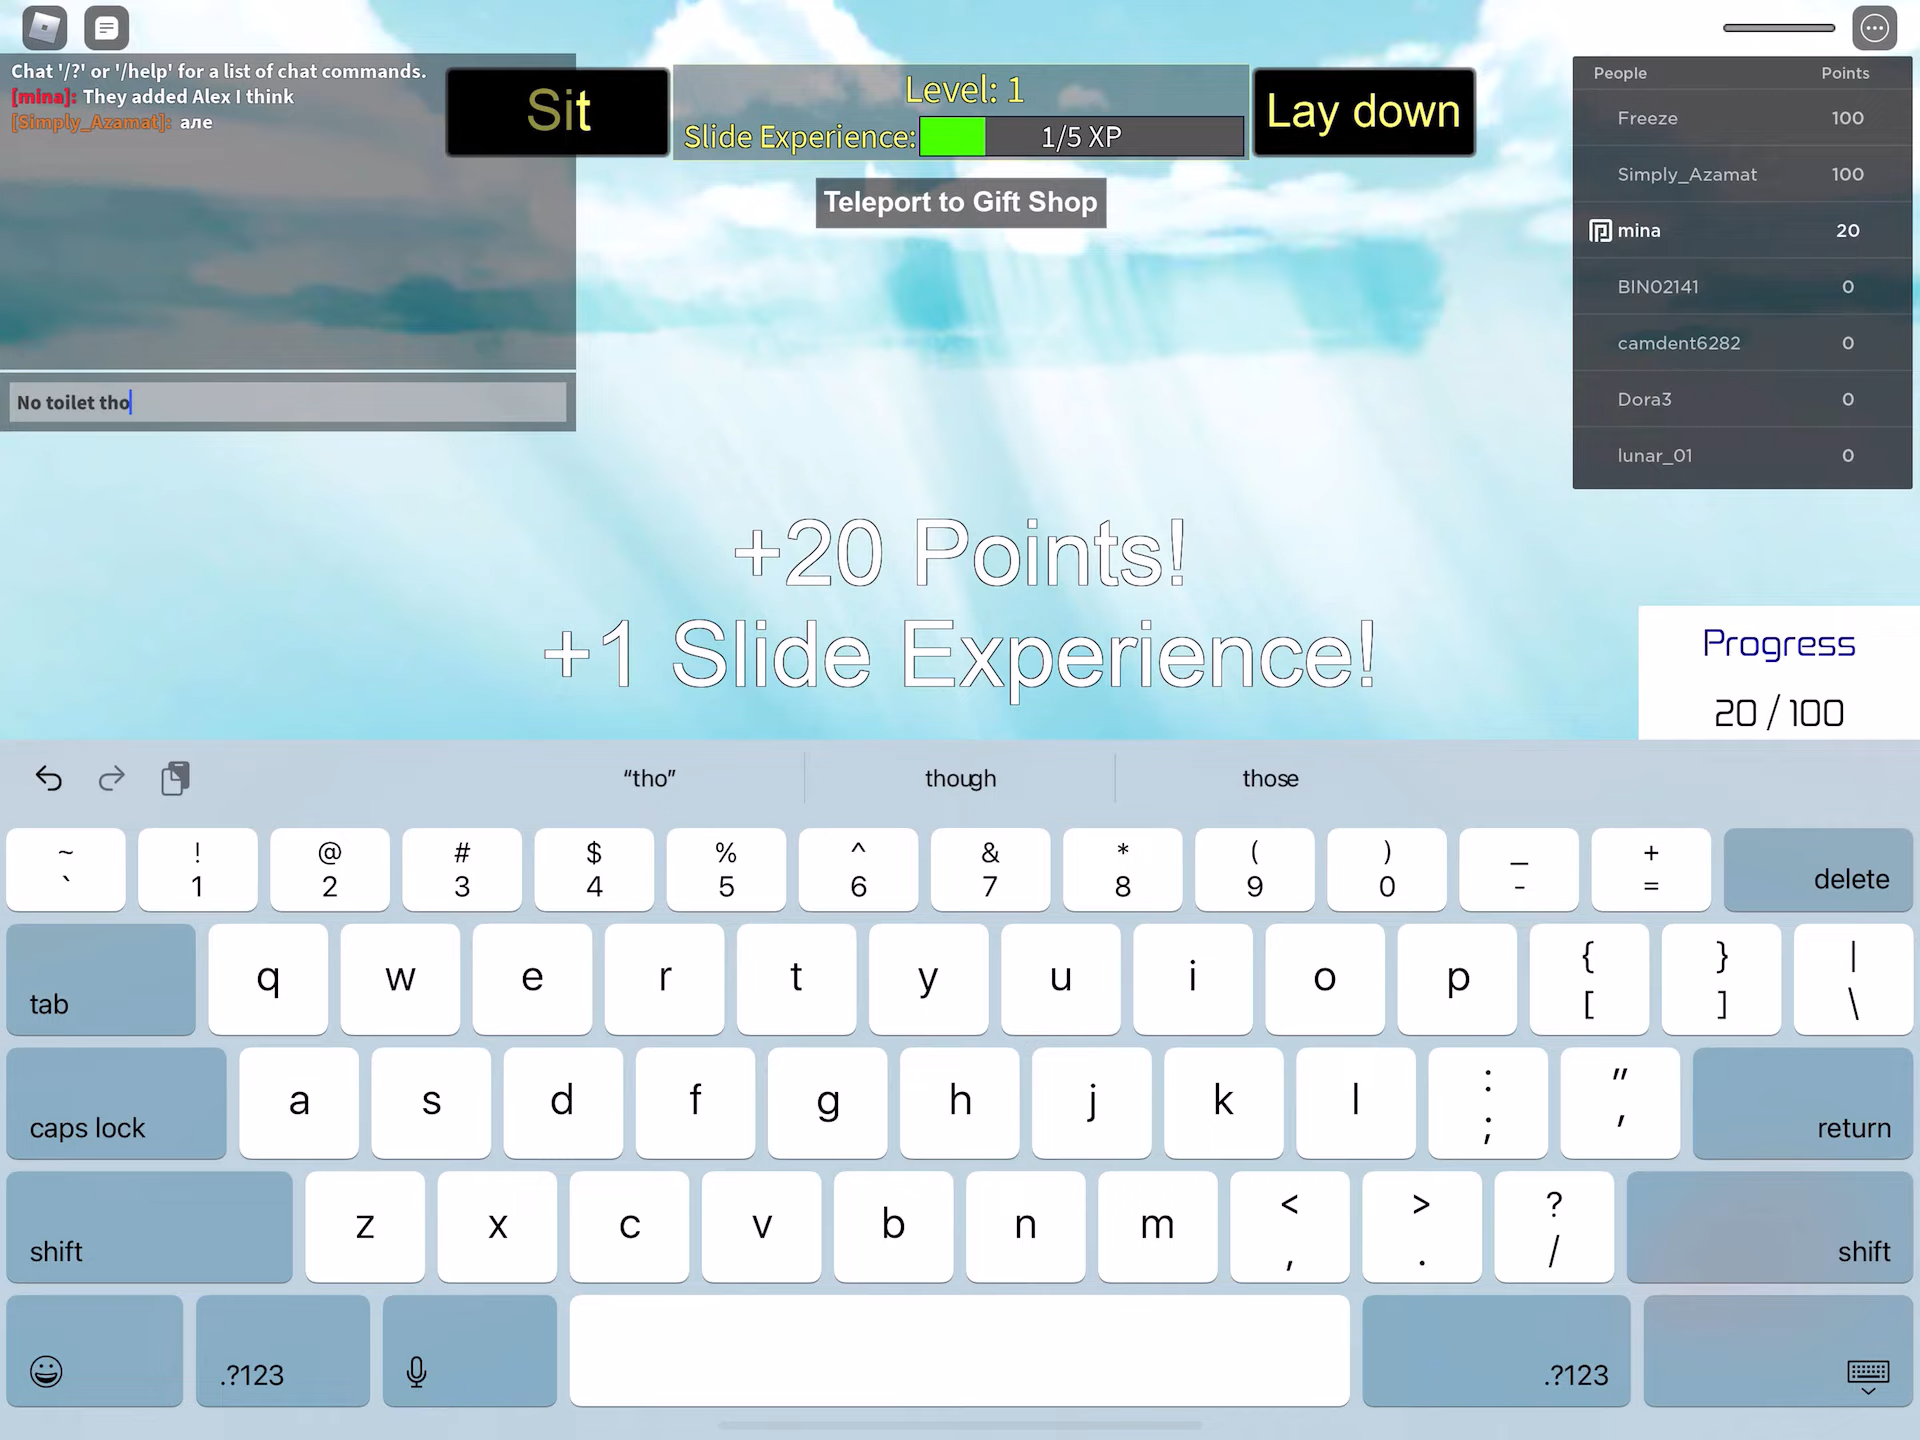 Chat '/?' or '/help' for a list of chat commands.
[mina]: They added Alex I think
[Simply_Azamat]: але
No toilet tho
Sit
Level: 1
Slide Experience: 1/5 XP
Lay down
Teleport to Gift Shop
People Points
Freeze 100
Simply_Azamat 100
mina 20
BIN02141 0
camdent6282 0
Dora3 0
lunar_01 0
+20 Points!
+1 Slide Experience!
Progress
20 / 100
“tho” though those
~ ! @ # $ % ^ & * ( ) _ +
` 1 2 3 4 5 6 7 8 9 0 - = delete
tab q w e r t y u i o p { [ } ] | \
caps lock a s d f g h j k l : ; " ' return
shift z x c v b n m < , > . ? / shift
.?123 .?123